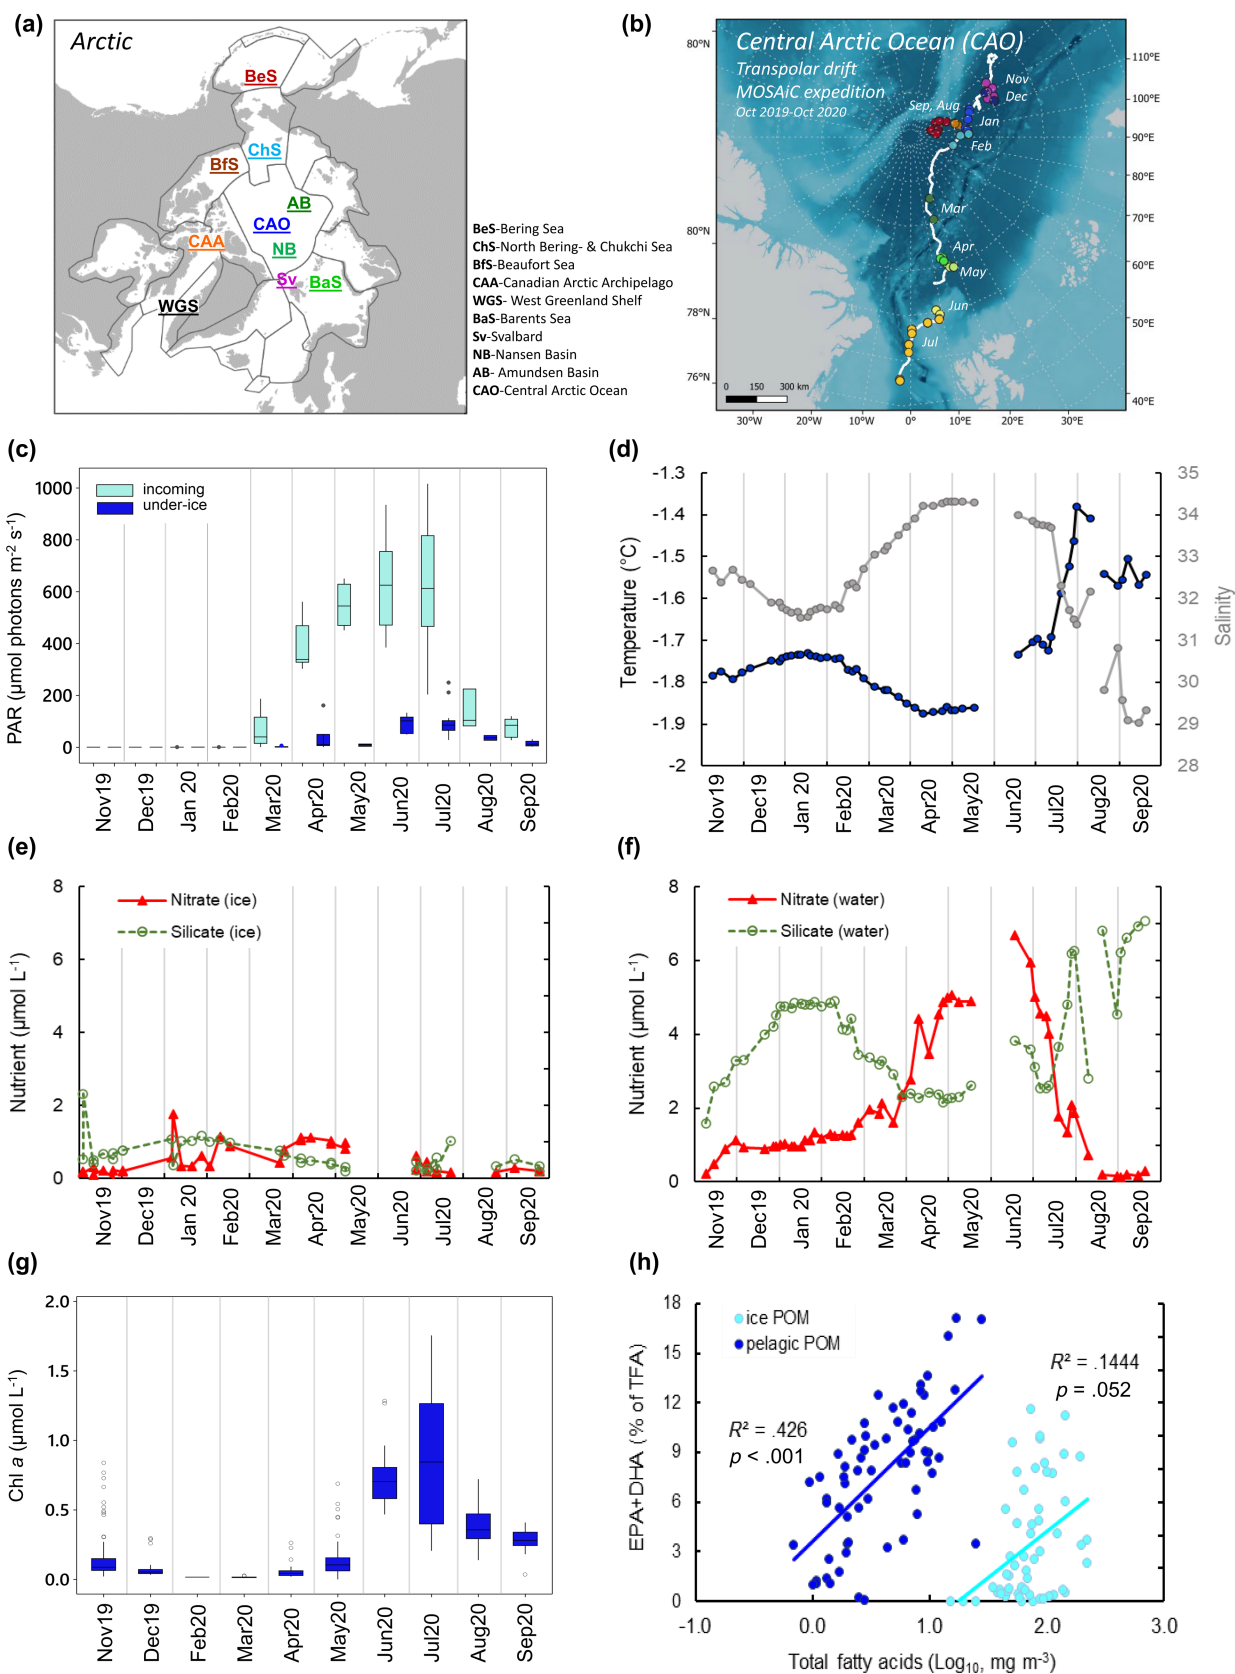 (a)
Arctic
BeS
ChS
BfS
AB
CAO
CAA
NB
Sv
BaS
WGS
BeS-Bering Sea
ChS-North Bering- & Chukchi Sea
BfS-Beaufort Sea
CAA-Canadian Arctic Archipelago
WGS- West Greenland Shelf
BaS-Barents Sea
Sv-Svalbard
NB-Nansen Basin
AB- Amundsen Basin
CAO-Central Arctic Ocean
(b)
Central Arctic Ocean (CAO)
Transpolar drift
MOSAiC expedition
Oct 2019-Oct 2020
80°N
80°N
78°N
76°N
110°E
100°E
90°E
80°E
70°E
60°E
50°E
40°E
Nov
Dec
Sep, Aug
Jan
Feb
Mar
Apr
May
Jun
Jul
0 150 300 km
30°W 20°W 10°W 0° 10°E 20°E 30°E
(c)
incoming
under-ice
PAR (µmol photons m-2 s-1)
1000
800
600
400
200
0
Nov19 Dec19 Jan 20 Feb20 Mar20 Apr20 May20 Jun20 Jul20 Aug20 Sep20
(d)
Temperature (°C)
-1.3
-1.4
-1.5
-1.6
-1.7
-1.8
-1.9
-2
Salinity
35
34
33
32
31
30
29
28
Nov19 Dec19 Jan 20 Feb20 Mar20 Apr20 May20 Jun20 Jul20 Aug20 Sep20
(e)
Nitrate (ice)
Silicate (ice)
Nutrient (µmol L-1)
8
6
4
2
0
Nov19 Dec19 Jan 20 Feb20 Mar20 Apr20 May20 Jun20 Jul20 Aug20 Sep20
(f)
Nitrate (water)
Silicate (water)
Nutrient (µmol L-1)
8
6
4
2
0
Nov19 Dec19 Jan 20 Feb20 Mar20 Apr20 May20 Jun20 Jul20 Aug20 Sep20
(g)
Chl a (µmol L-1)
2.0
1.5
1.0
0.5
0.0
Nov19 Dec19 Feb20 Mar20 Apr20 May20 Jun20 Jul20 Aug20 Sep20
(h)
ice POM
pelagic POM
EPA+DHA (% of TFA)
18
15
12
9
6
3
0
R² = .426
p < .001
R² = .1444
p = .052
-1.0 0.0 1.0 2.0 3.0
Total fatty acids (Log10, mg m-3)